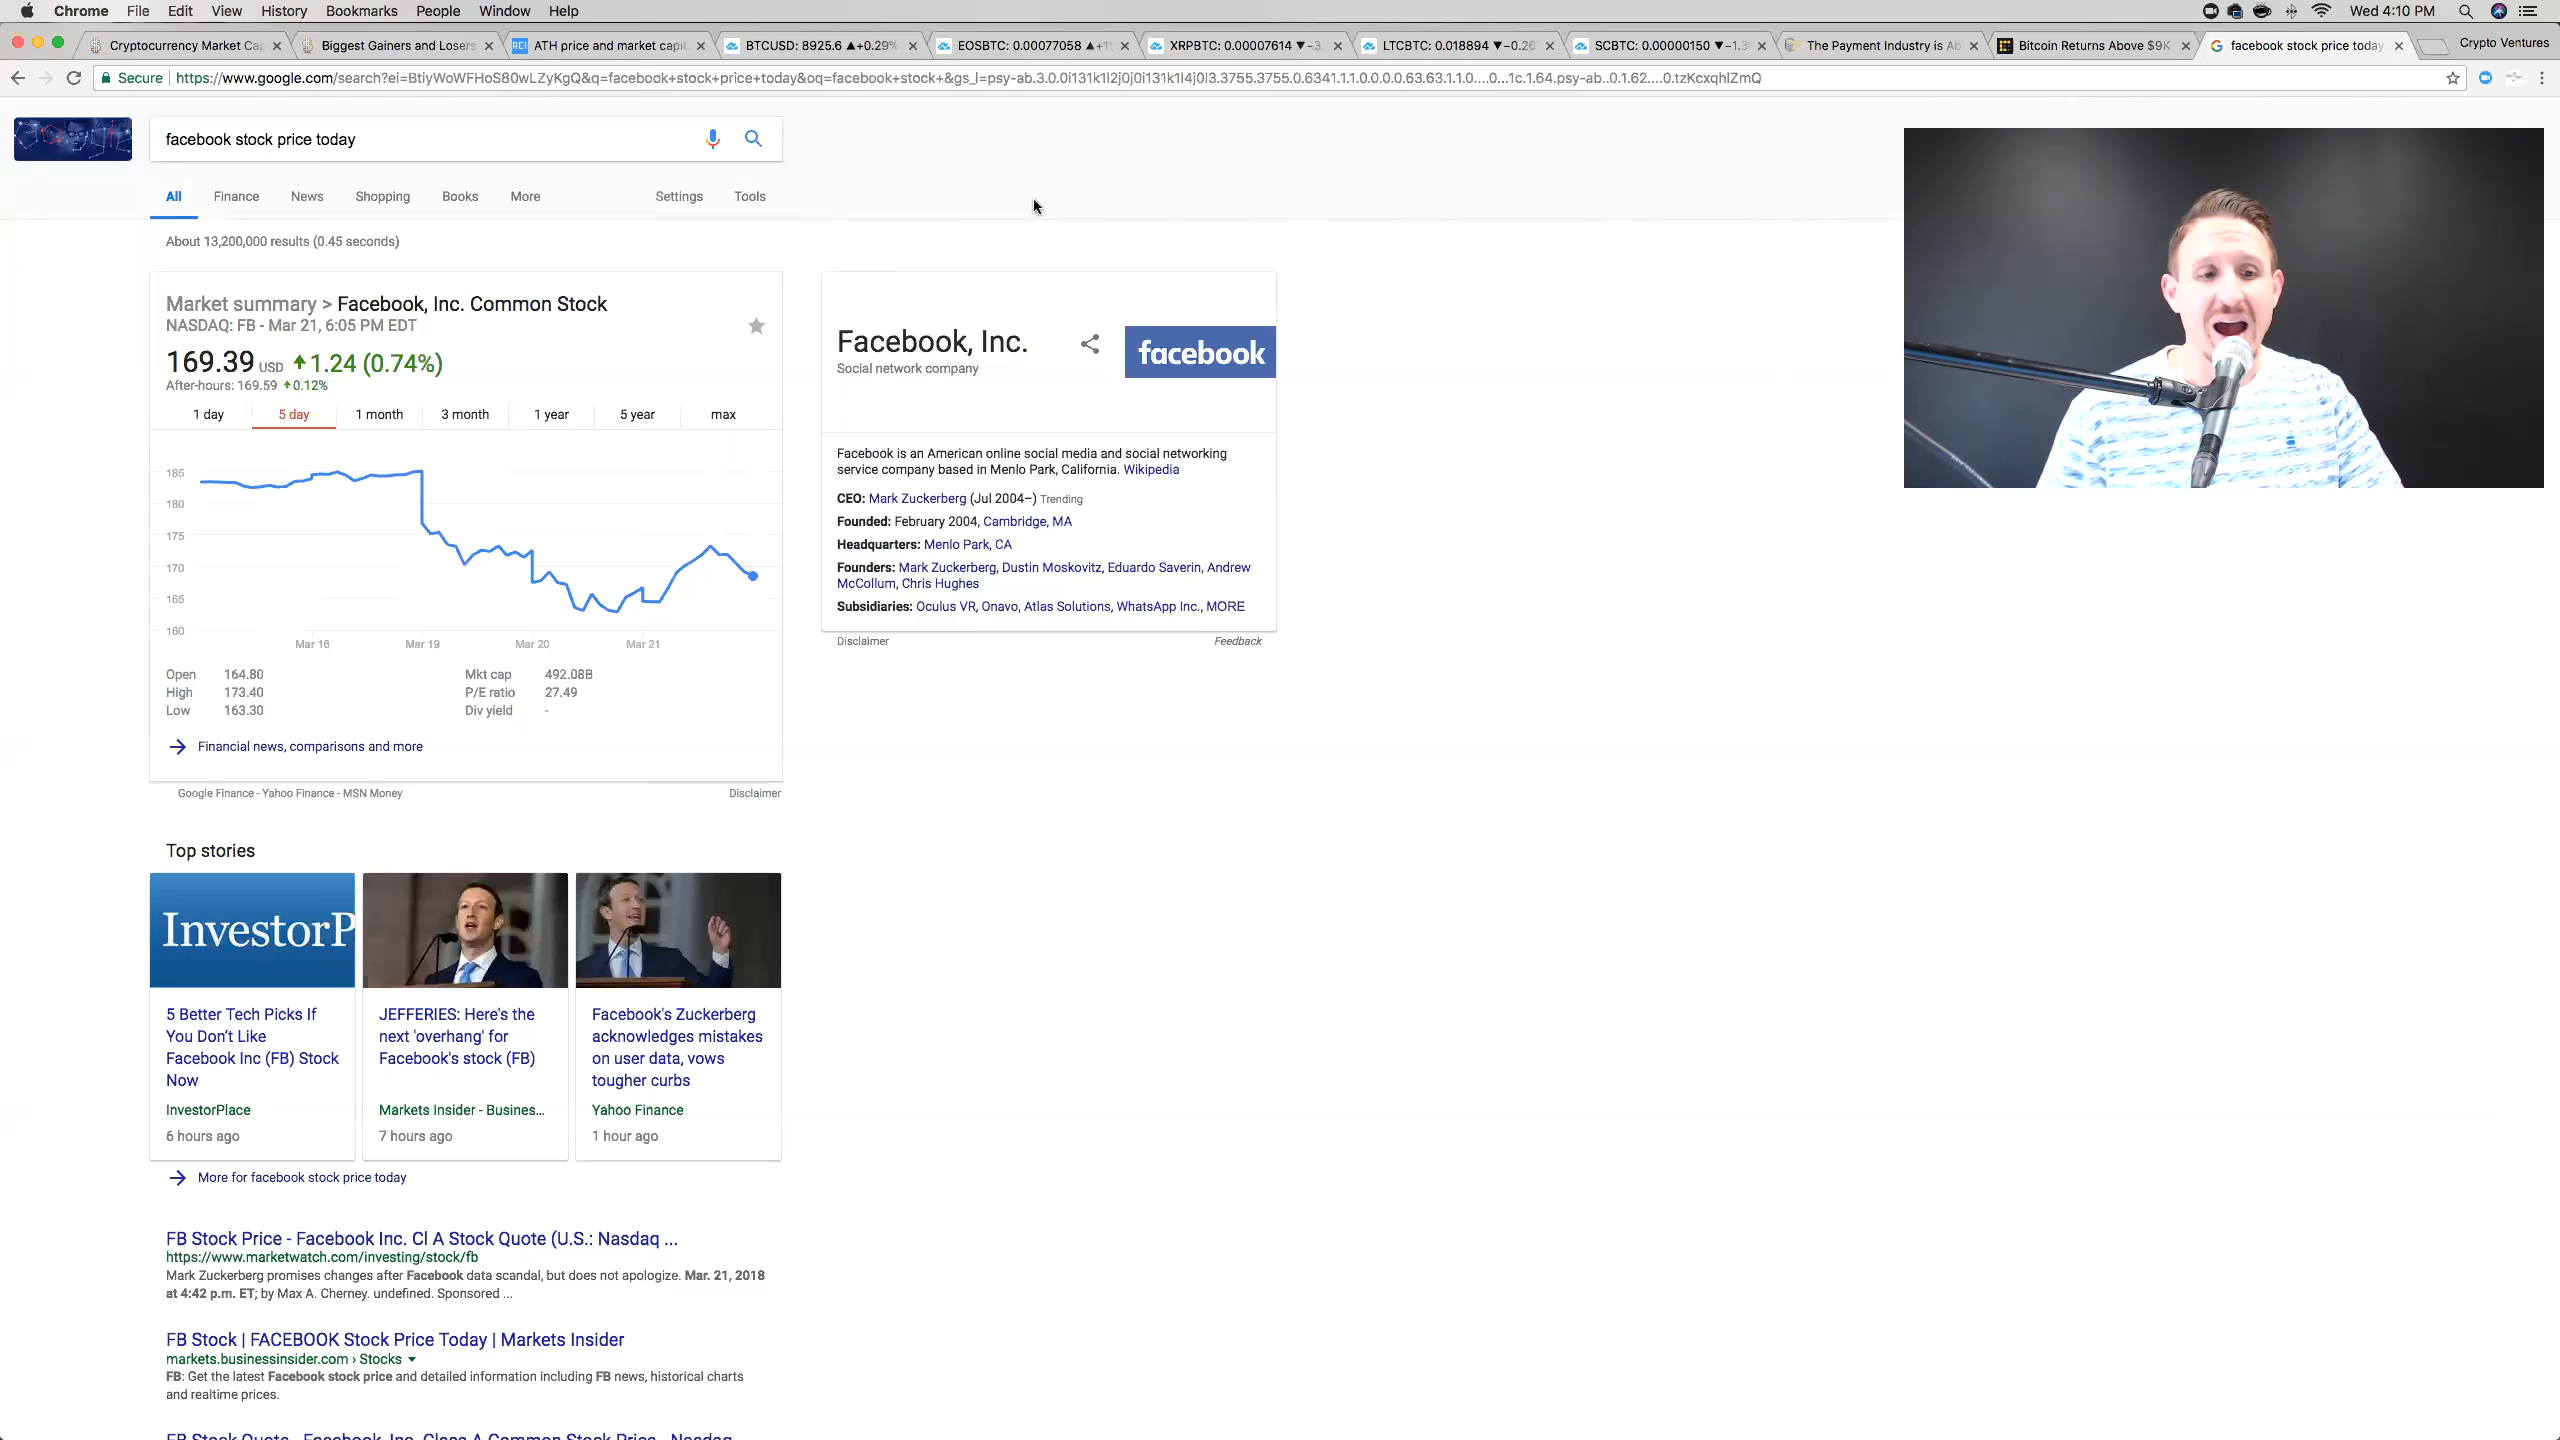 Chrome File Edit View History Bookmarks People Window Help Wed 4:10 PM
Cryptocurrency Market Ca
Biggest Gainers and Losers
ATH price and market capit
BTCUSD: 8925.6 ▲+0.29%
EOSBTC: 0.00077058 ▲+1
XRPBTC: 0.00007614 ▼−3.
LTCBTC: 0.018894 ▼−0.26
SCBTC: 0.00000150 ▼−1.3
The Payment Industry is Ab
Bitcoin Returns Above $9K
facebook stock price today
Crypto Ventures
Secure https://www.google.com/search?ei=BtiyWoWFHoS80wLZyKgQ&q=facebook+stock+price+today&oq=facebook+stock+&gs_l=psy-ab.3.0.0i131k1l2j0j0i131k1l4j0l3.3755.3755.0.6341.1.1.0.0.0.0.63.63.1.1.0....0...1c.1.64.psy-ab..0.1.62....0.tzKcxqhlZmQ
facebook stock price today
All Finance News Shopping Books More Settings Tools
About 13,200,000 results (0.45 seconds)
Market summary > Facebook, Inc. Common Stock
NASDAQ: FB - Mar 21, 6:05 PM EDT
169.39 USD 1.24 (0.74%)
After-hours: 169.59 0.12%
1 day 5 day 1 month 3 month 1 year 5 year max
185
180
175
170
165
160
Mar 16 Mar 19 Mar 20 Mar 21
Open 164.80 Mkt cap 492.08B
High 173.40 P/E ratio 27.49
Low 163.30 Div yield -
Financial news, comparisons and more
Google Finance - Yahoo Finance - MSN Money Disclaimer
Facebook, Inc.
Social network company
facebook
Facebook is an American online social media and social networking
service company based in Menlo Park, California. Wikipedia
CEO: Mark Zuckerberg (Jul 2004–) Trending
Founded: February 2004, Cambridge, MA
Headquarters: Menlo Park, CA
Founders: Mark Zuckerberg, Dustin Moskovitz, Eduardo Saverin, Andrew
McCollum, Chris Hughes
Subsidiaries: Oculus VR, Onavo, Atlas Solutions, WhatsApp Inc., MORE
Disclaimer Feedback
Top stories
InvestorP
5 Better Tech Picks If
You Don't Like
Facebook Inc (FB) Stock
Now
InvestorPlace
6 hours ago
JEFFERIES: Here's the
next 'overhang' for
Facebook's stock (FB)
Markets Insider - Busines...
7 hours ago
Facebook's Zuckerberg
acknowledges mistakes
on user data, vows
tougher curbs
Yahoo Finance
1 hour ago
More for facebook stock price today
FB Stock Price - Facebook Inc. Cl A Stock Quote (U.S.: Nasdaq ...
https://www.marketwatch.com/investing/stock/fb
Mark Zuckerberg promises changes after Facebook data scandal, but does not apologize. Mar. 21, 2018
at 4:42 p.m. ET; by Max A. Cherney. undefined. Sponsored ...
FB Stock | FACEBOOK Stock Price Today | Markets Insider
markets.businessinsider.com › Stocks
FB: Get the latest Facebook stock price and detailed information including FB news, historical charts
and realtime prices.
FB Stock Quote - Facebook, Inc. Class A Common Stock Price - Nasdaq